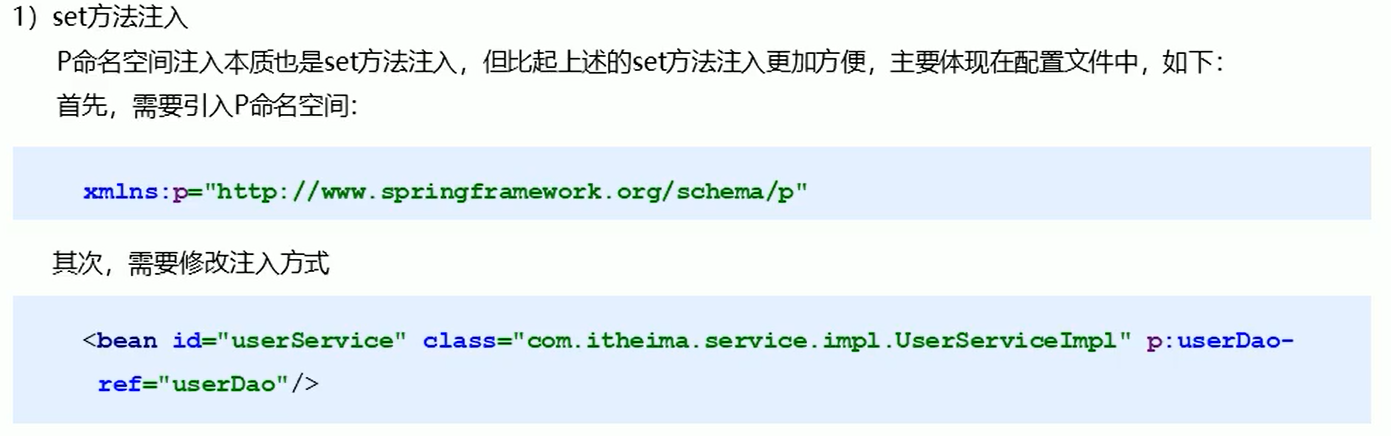 1）set方法注入
P命名空间注入本质也是set方法注入，但比起上述的set方法注入更加方便，主要体现在配置文件中，如下：
首先，需要引入P命名空间：
xmlns:p="http://www.springframework.org/schema/p"
其次，需要修改注入方式
<bean id="userService" class="com.itheima.service.impl.UserServiceImpl" p:userDao-
ref="userDao"/>